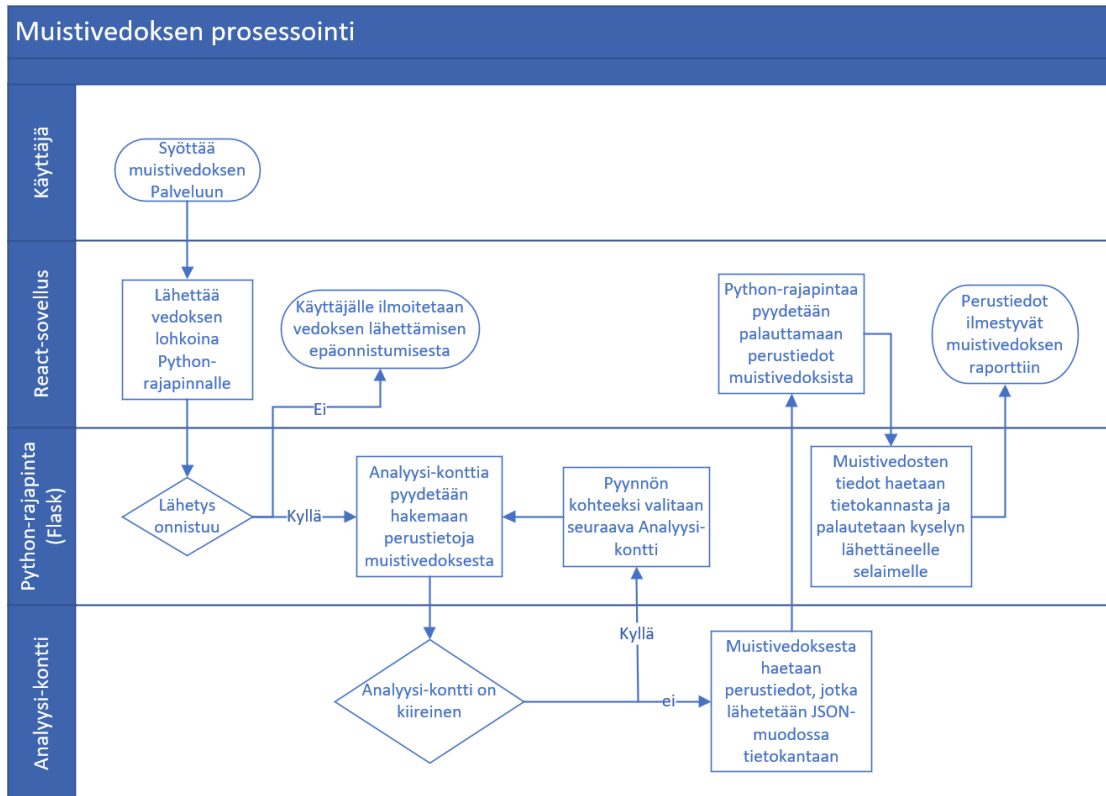 Muistivedoksen prosessointi
Käyttäjä
Syöttää
muistivedoksen
Palveluun
React-sovellus
Lähettää
vedoksen
lohkoina
Python-
rajapinnalle
Käyttäjälle ilmoitetaan
vedoksen lähettämisen
epäonnistumisesta
Ei
Python-rajapintaa
pyydetään
palauttamaan
perustiedot
muistivedoksista
Perustiedot
ilmestyvät
muistivedoksen
raporttiin
Python-rajapinta
(Flask)
Lähetys
onnistuu
Kyllä
Analyysi-konttia
pyydetään
hakemaan
perustietoja
muistivedoksesta
Pyynnön
kohteeksi valitaan
seuraava Analyysi-
kontti
Muistivedosten
tiedot haetaan
tietokannasta ja
palautetaan kyselyn
lähettäneelle
selaimelle
Analyysi-kontti
Analyysi-kontti on
kiireinen
Kyllä
ei
Muistivedoksesta
haetaan
perustiedot, jotka
lähetetään JSON-
muodossa
tietokantaan